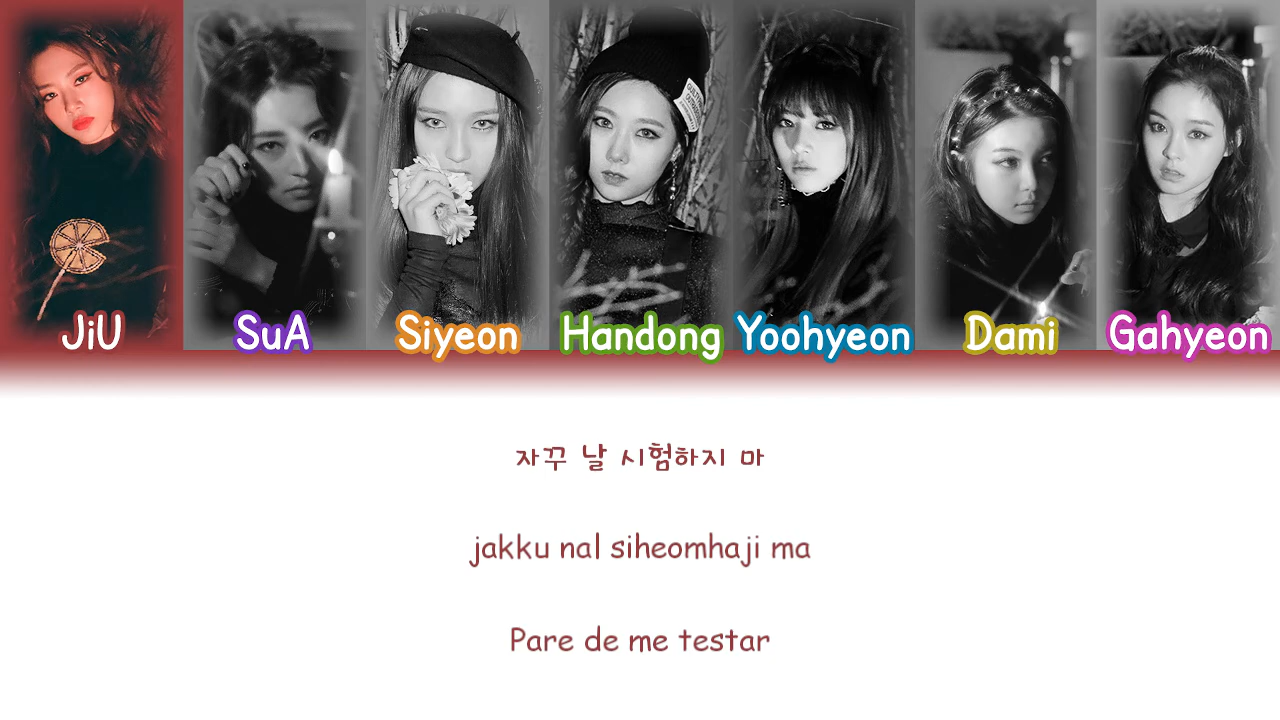 JiU SuA Siyeon Handong Yoohyeon Dami Gahyeon
자꾸 날 시험하지 마
jakku nal siheomhaji ma
Pare de me testar